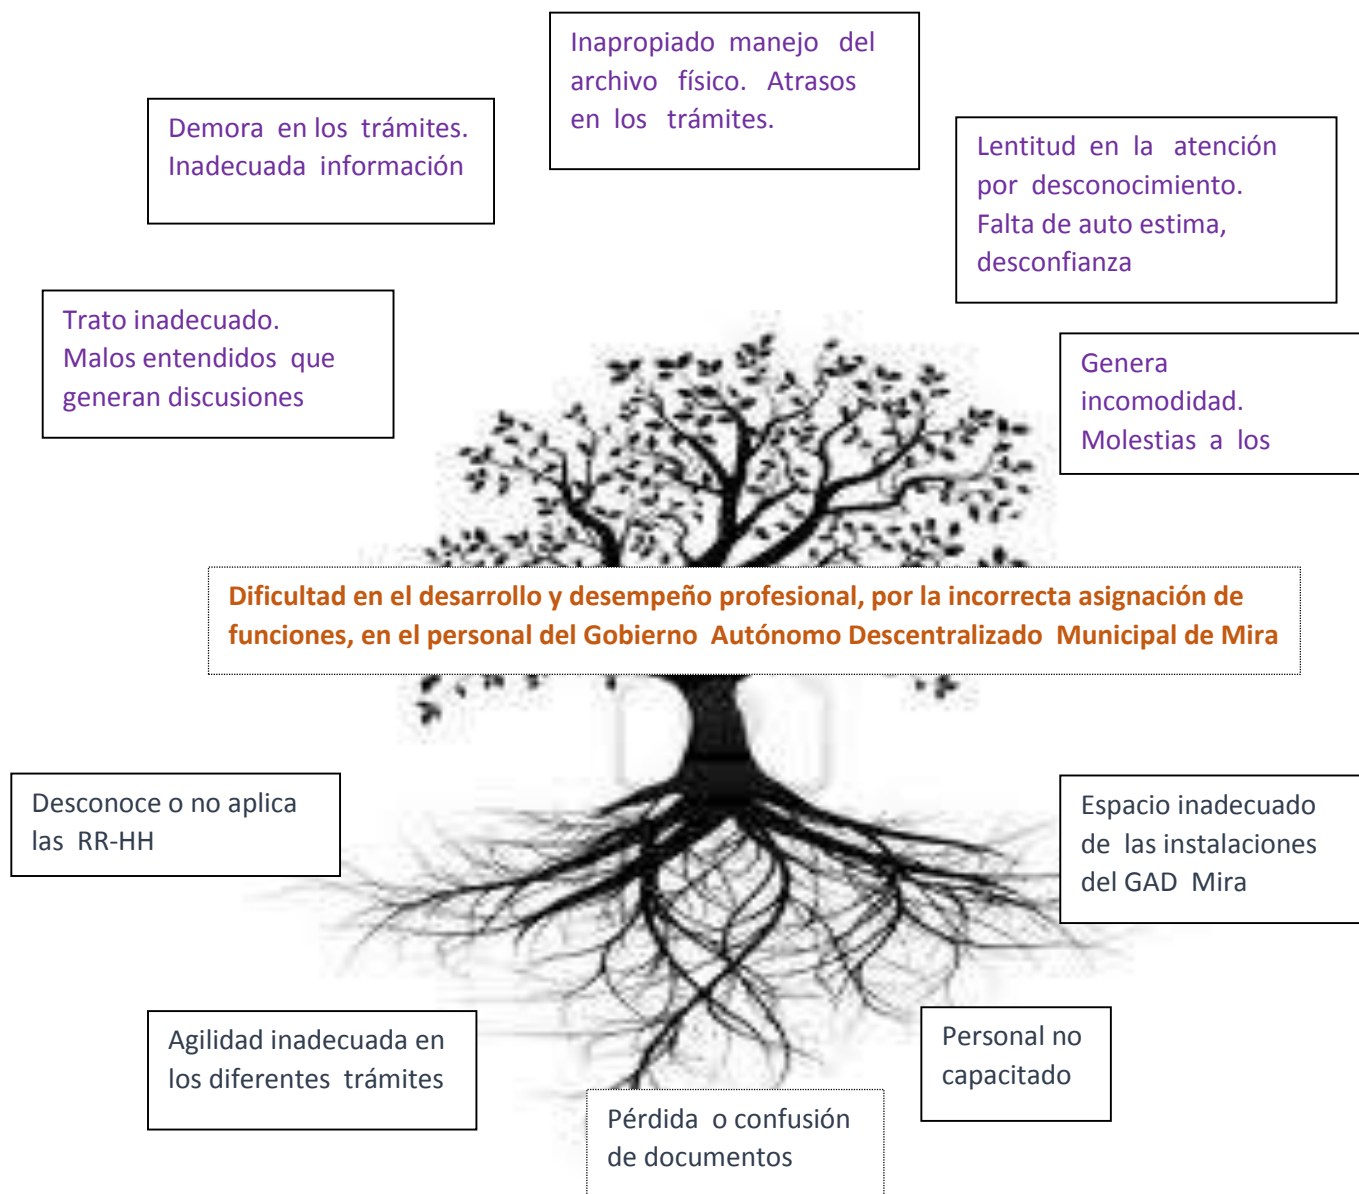 Inapropiado manejo del
archivo físico. Atrasos
en los trámites.
Demora en los trámites.
Inadecuada información
Lentitud en la atención
por desconocimiento.
Falta de auto estima,
desconfianza
Trato inadecuado.
Malos entendidos que
generan discusiones
Genera
incomodidad.
Molestias a los
Dificultad en el desarrollo y desempeño profesional, por la incorrecta asignación de
funciones, en el personal del Gobierno Autónomo Descentralizado Municipal de Mira
Desconoce o no aplica
las RR-HH
Espacio inadecuado
de las instalaciones
del GAD Mira
Agilidad inadecuada en
los diferentes trámites
Personal no
capacitado
Pérdida o confusión
de documentos